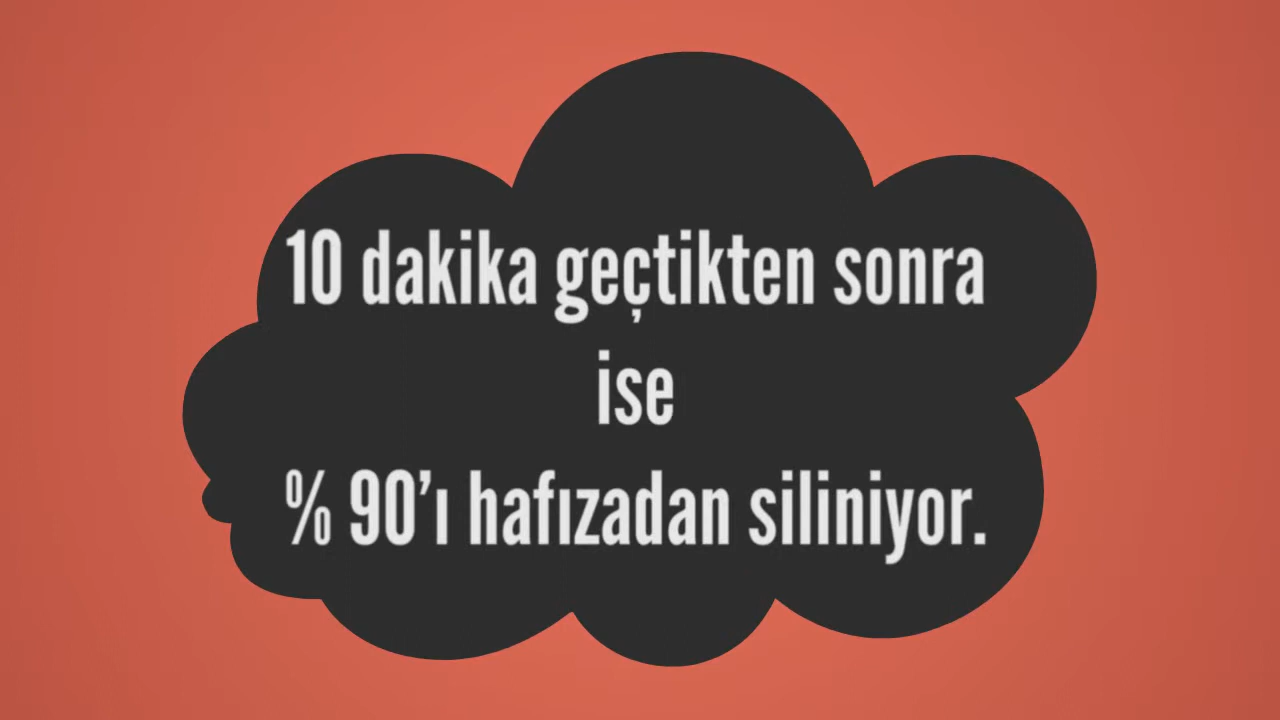 10 dakika geçtikten sonra
ise
% 90’ı hafızadan siliniyor.